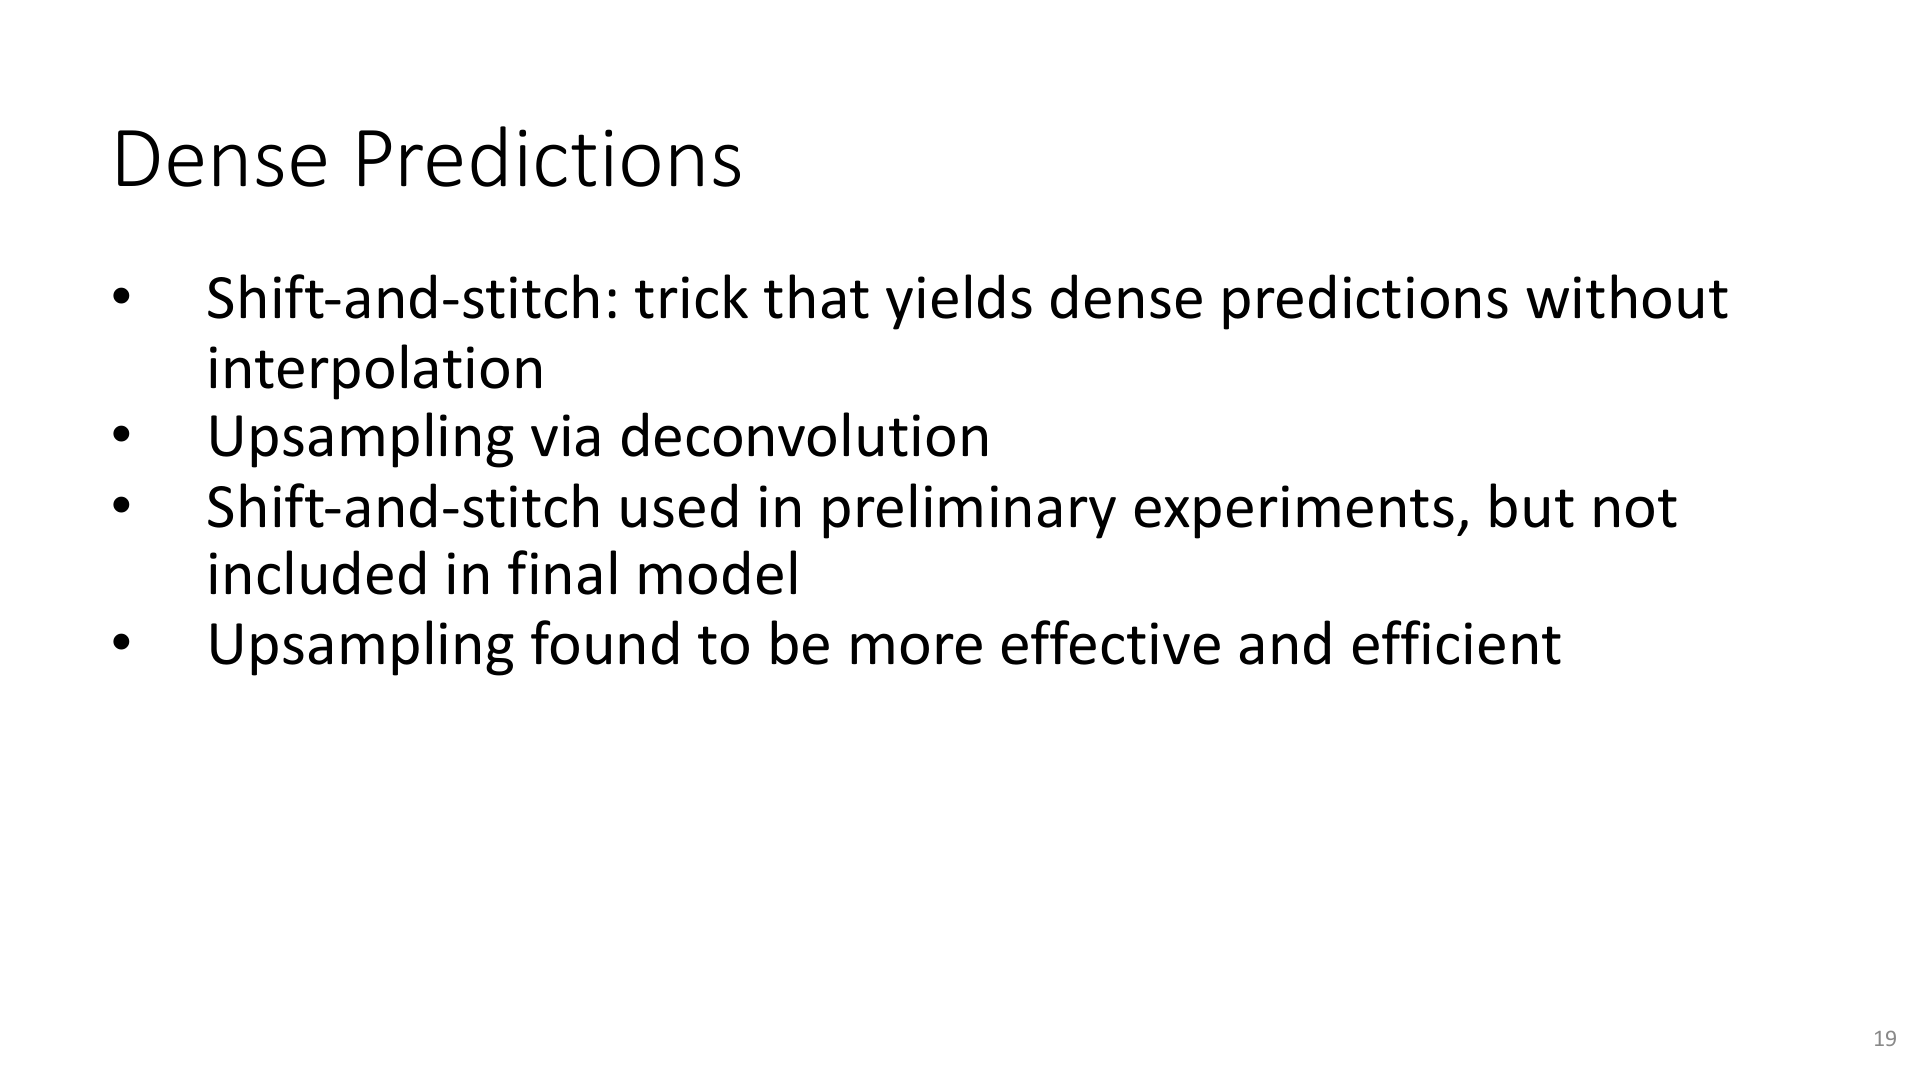 Dense Predictions
• Shift-and-stitch: trick that yields dense predictions without
interpolation
• Upsampling via deconvolution
• Shift-and-stitch used in preliminary experiments, but not
included in final model
• Upsampling found to be more effective and efficient
19